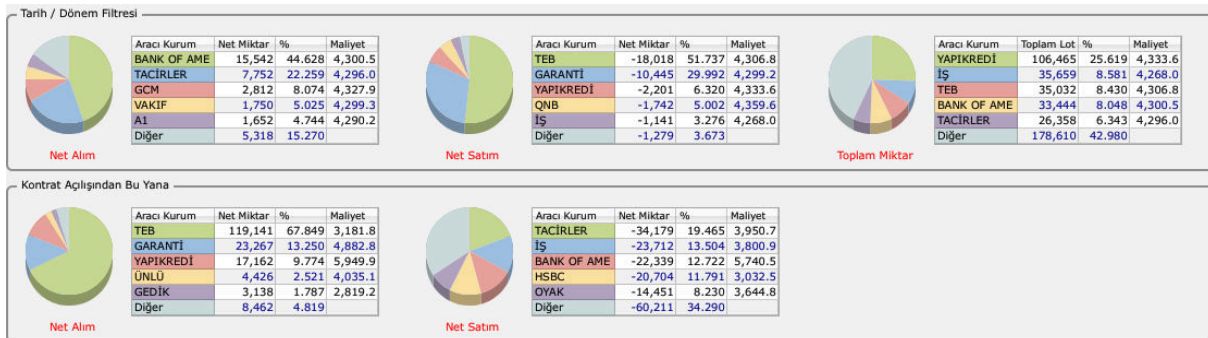 Tarih / Dönem Filtresi
Aracı Kurum Net Miktar % Maliyet
BANK OF AME 15,542 44.628 4,300.5
TACİRLER 7,752 22.259 4,296.0
GCM 2,812 8.074 4,327.9
VAKIF 1,750 5.025 4,299.3
A1 1,652 4.744 4,290.2
Diğer 5,318 15.270
Net Alım
Aracı Kurum Net Miktar % Maliyet
TEB -18,018 51.737 4,306.8
GARANTİ -10,445 29.992 4,299.2
YAPIKREDİ -2,201 6.320 4,333.6
QNB -1,742 5.002 4,359.6
İŞ -1,141 3.276 4,268.0
Diğer -1,279 3.673
Net Satım
Aracı Kurum Toplam Lot % Maliyet
YAPIKREDİ 106,465 25.619 4,333.6
İŞ 35,659 8.581 4,268.0
TEB 35,032 8.430 4,306.8
BANK OF AME 33,444 8.048 4,300.5
TACİRLER 26,358 6.343 4,296.0
Diğer 178,610 42.980
Toplam Miktar
Kontrat Açılışından Bu Yana
Aracı Kurum Net Miktar % Maliyet
TEB 119,141 67.849 3,181.8
GARANTİ 23,267 13.250 4,882.8
YAPIKREDİ 17,162 9.774 5,949.9
ÜNLÜ 4,426 2.521 4,035.1
GEDİK 3,138 1.787 2,819.2
Diğer 8,462 4.819
Net Alım
Aracı Kurum Net Miktar % Maliyet
TACİRLER -34,179 19.465 3,950.7
İŞ -23,712 13.504 3,800.9
BANK OF AME -22,339 12.722 5,740.5
HSBC -20,704 11.791 3,032.5
OYAK -14,451 8.230 3,644.8
Diğer -60,211 34.290
Net Satım